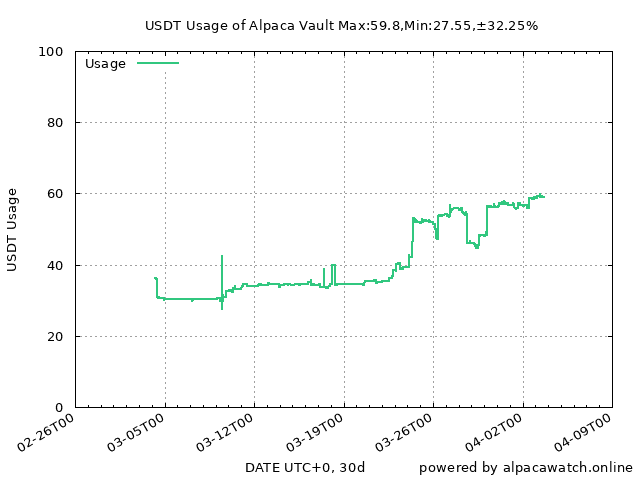 USDT Usage of Alpaca Vault Max:59.8,Min:27.55,±32.25%
Usage
100
80
60
40
20
0
USDT Usage
02-26T00
03-05T00
03-12T00
03-19T00
03-26T00
04-02T00
04-09T00
DATE UTC+0, 30d
powered by alpacawatch.online